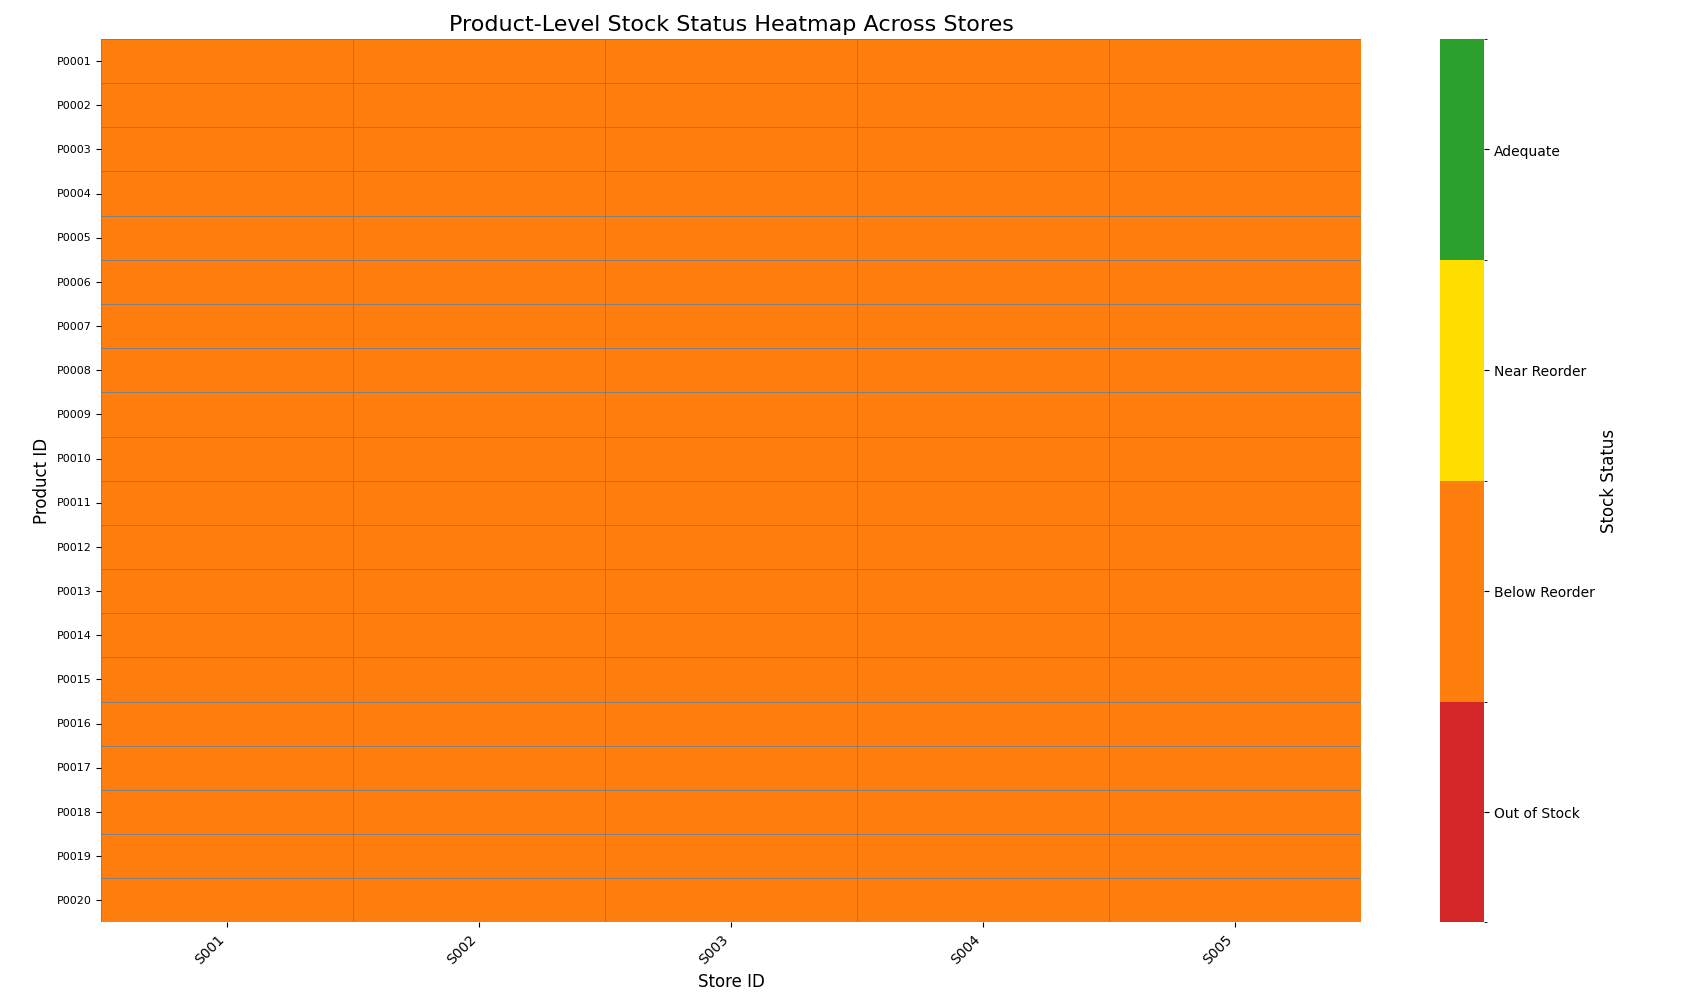 Product-Level Stock Status Heatmap Across Stores
Product ID
P0001
P0002
P0003
P0004
P0005
P0006
P0007
P0008
P0009
P0010
P0011
P0012
P0013
P0014
P0015
P0016
P0017
P0018
P0019
P0020
S001
S002
S003
S004
S005
Store ID
Adequate
Near Reorder
Below Reorder
Out of Stock
Stock Status